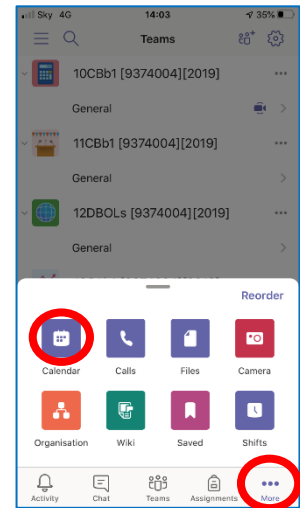 Sky 4G 14:03 35%
Teams
10CBb1 [9374004][2019] ...
General
11CBb1 [9374004][2019] ...
General
12DBOLs [9374004][2019] ...
General
Reorder
Calendar Calls Files Camera
Organisation Wiki Saved Shifts
Activity Chat Teams Assignments More